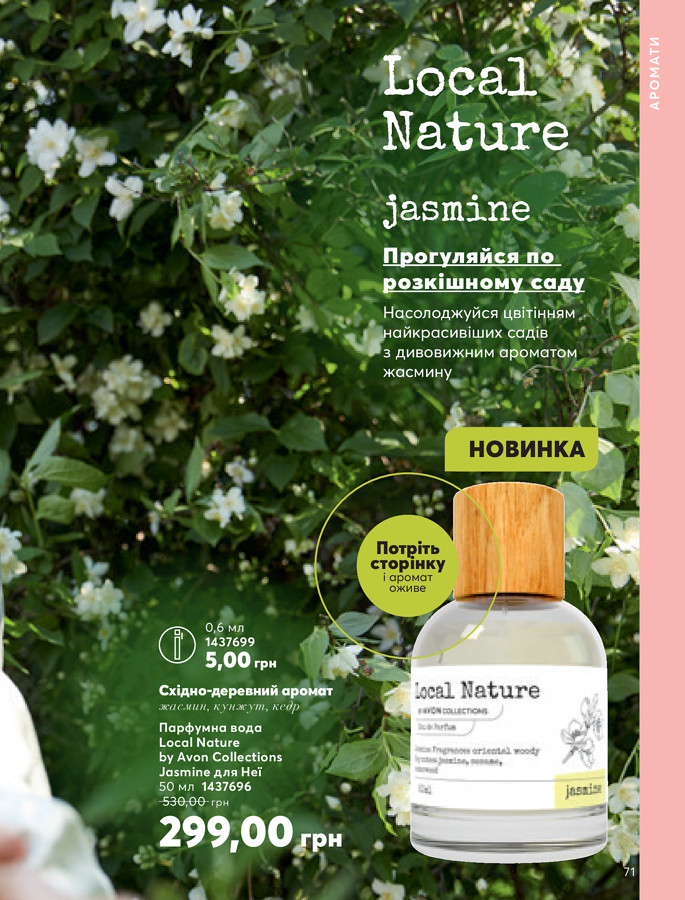 АРОМАТИ
Local
Nature
jasmine
Прогуляйся по
розкішному саду
Насолоджуйся цвітінням
найкрасивіших садів
з дивовижним ароматом
жасмину
НОВИНКА
Потріть
сторінку
і аромат
оживе
0,6 мл
1437699
5,00 грн
Східно-деревний аромат
жасмин, кунжут, кедр
Парфумна вода
Local Nature
by Avon Collections
Jasmine для Неї
50 мл 1437696
530,00 грн
299,00 грн
Local Nature
by AVON COLLECTIONS
Eau de Parfum
Fragrances oriental woody
notes jasmine, sesame,
jasmine
71